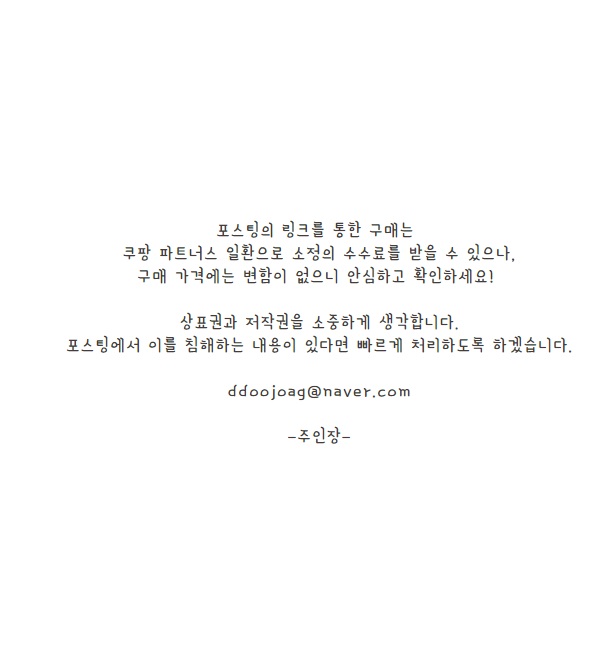 포스팅의 링크를 통한 구매는
쿠팡 파트너스 일환으로 소정의 수수료를 받을 수 있으나,
구매 가격에는 변함이 없으니 안심하고 확인하세요!
상표권과 저작권을 소중하게 생각합니다.
포스팅에서 이를 침해하는 내용이 있다면 빠르게 처리하도록 하겠습니다.
ddoojoag@naver.com
-주인장-